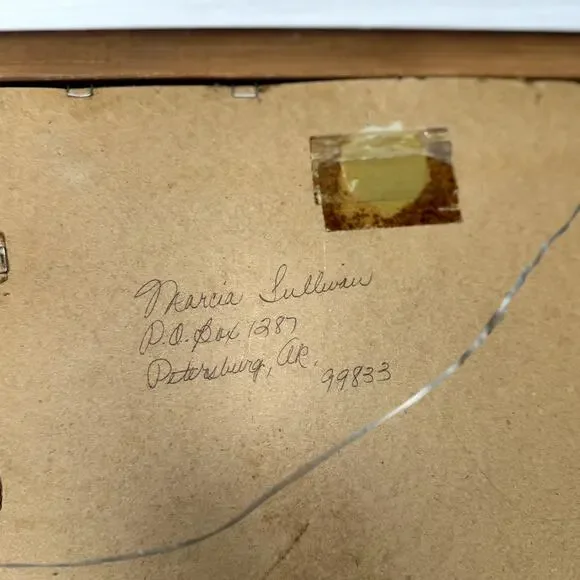 Marcia Sullivan
P.O. Box 1287
Petersburg, AK.
99833